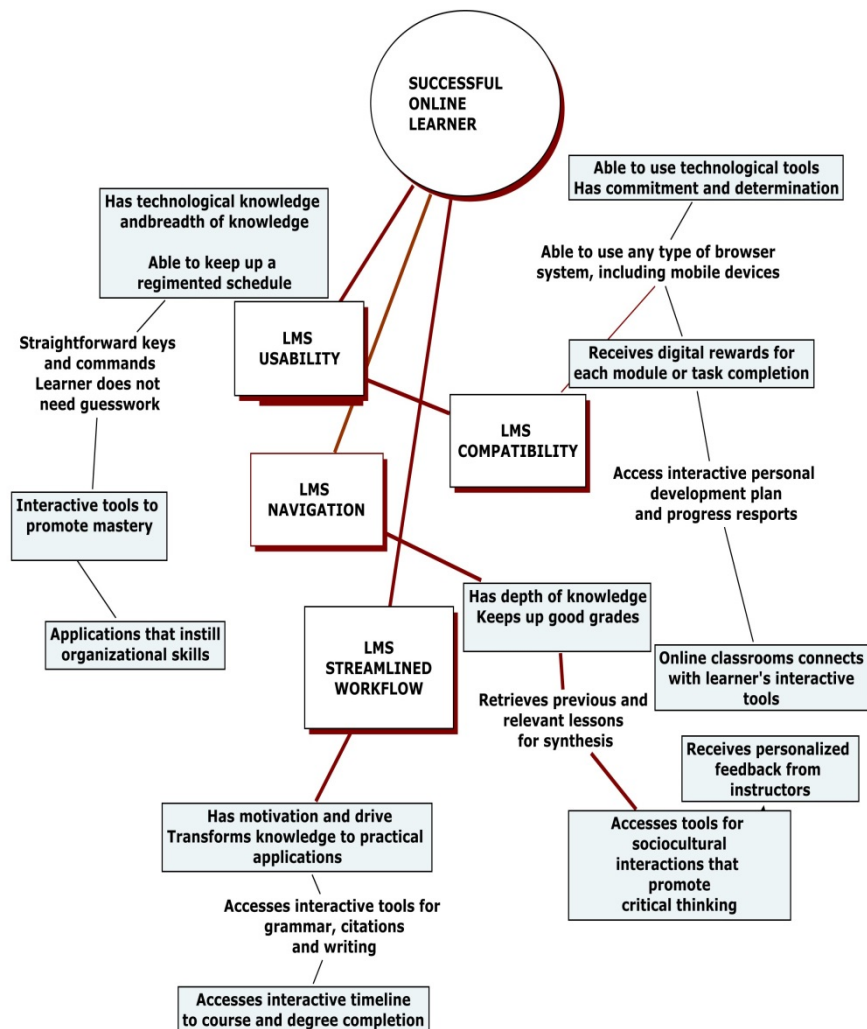 SUCCESSFUL
ONLINE
LEARNER
Able to use technological tools
Has commitment and determination
Has technological knowledge
andbreadth of knowledge
Able to keep up a
regimented schedule
Able to use any type of browser
system, including mobile devices
LMS
USABILITY
Straightforward keys
and commands
Learner does not
need guesswork
Receives digital rewards for
each module or task completion
LMS
COMPATIBILITY
LMS
NAVIGATION
Access interactive personal
development plan
and progress resports
Interactive tools to
promote mastery
Has depth of knowledge
Keeps up good grades
Applications that instill
organizational skills
LMS
STREAMLINED
WORKFLOW
Online classrooms connects
with learner's interactive
tools
Retrieves previous and
relevant lessons
for synthesis
Receives personalized
feedback from
instructors
Has motivation and drive
Transforms knowledge to practical
applications
Accesses tools for
sociocultural
interactions that
promote
critical thinking
Accesses interactive tools for
grammar, citations
and writing
Accesses interactive timeline
to course and degree completion